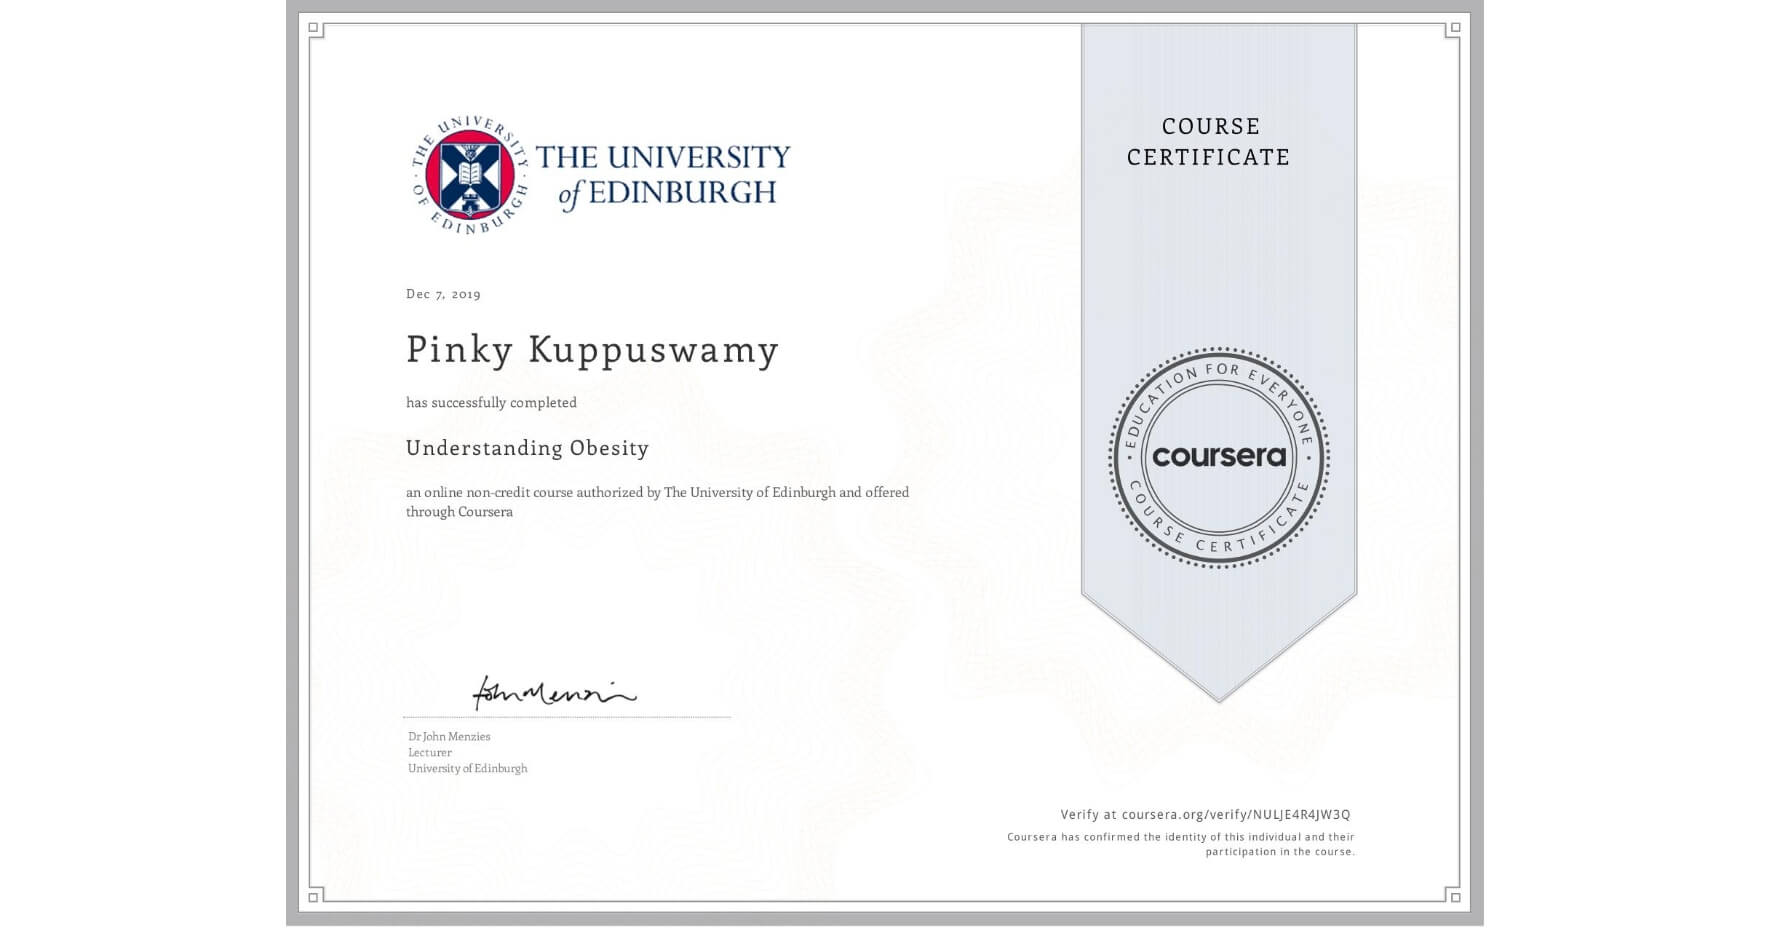 THE UNIVERSITY OF EDINBURGH
THE UNIVERSITY
of EDINBURGH
COURSE
CERTIFICATE
Dec 7, 2019
Pinky Kuppuswamy
has successfully completed
Understanding Obesity
an online non-credit course authorized by The University of Edinburgh and offered
through Coursera
EDUCATION FOR EVERYONE
coursera
COURSE CERTIFICATE
John Menzies
Dr John Menzies
Lecturer
University of Edinburgh
Verify at coursera.org/verify/NULJE4R4JW3Q
Coursera has confirmed the identity of this individual and their
participation in the course.